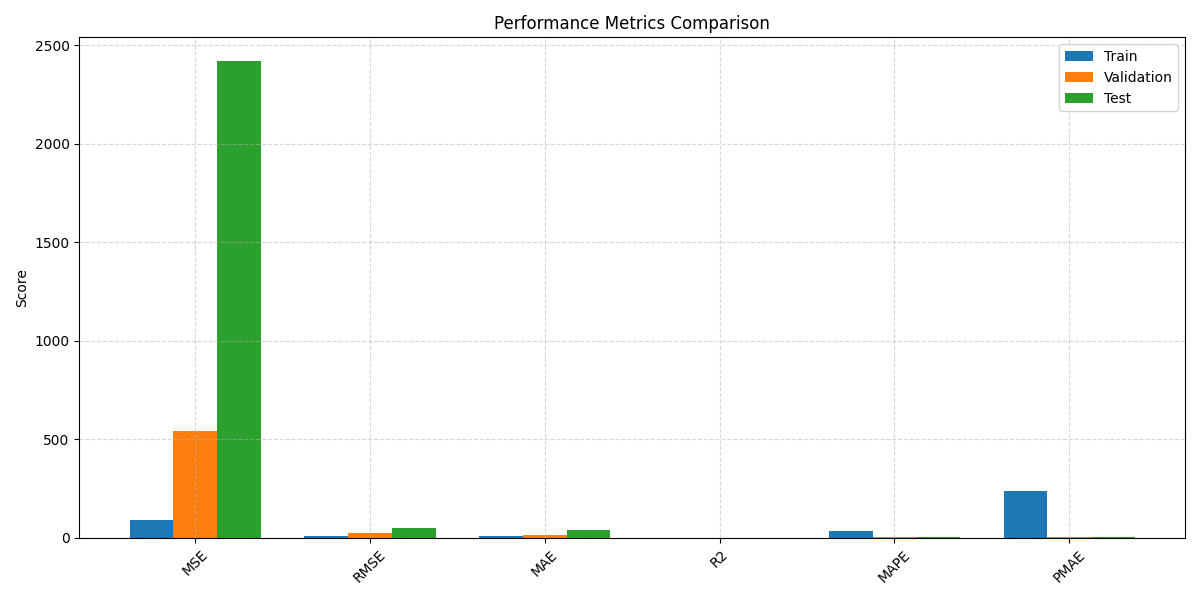 Performance Metrics Comparison
2500
2000
1500
1000
500
0
Score
Train
Validation
Test
MSE
RMSE
MAE
R2
MAPE
PMAE